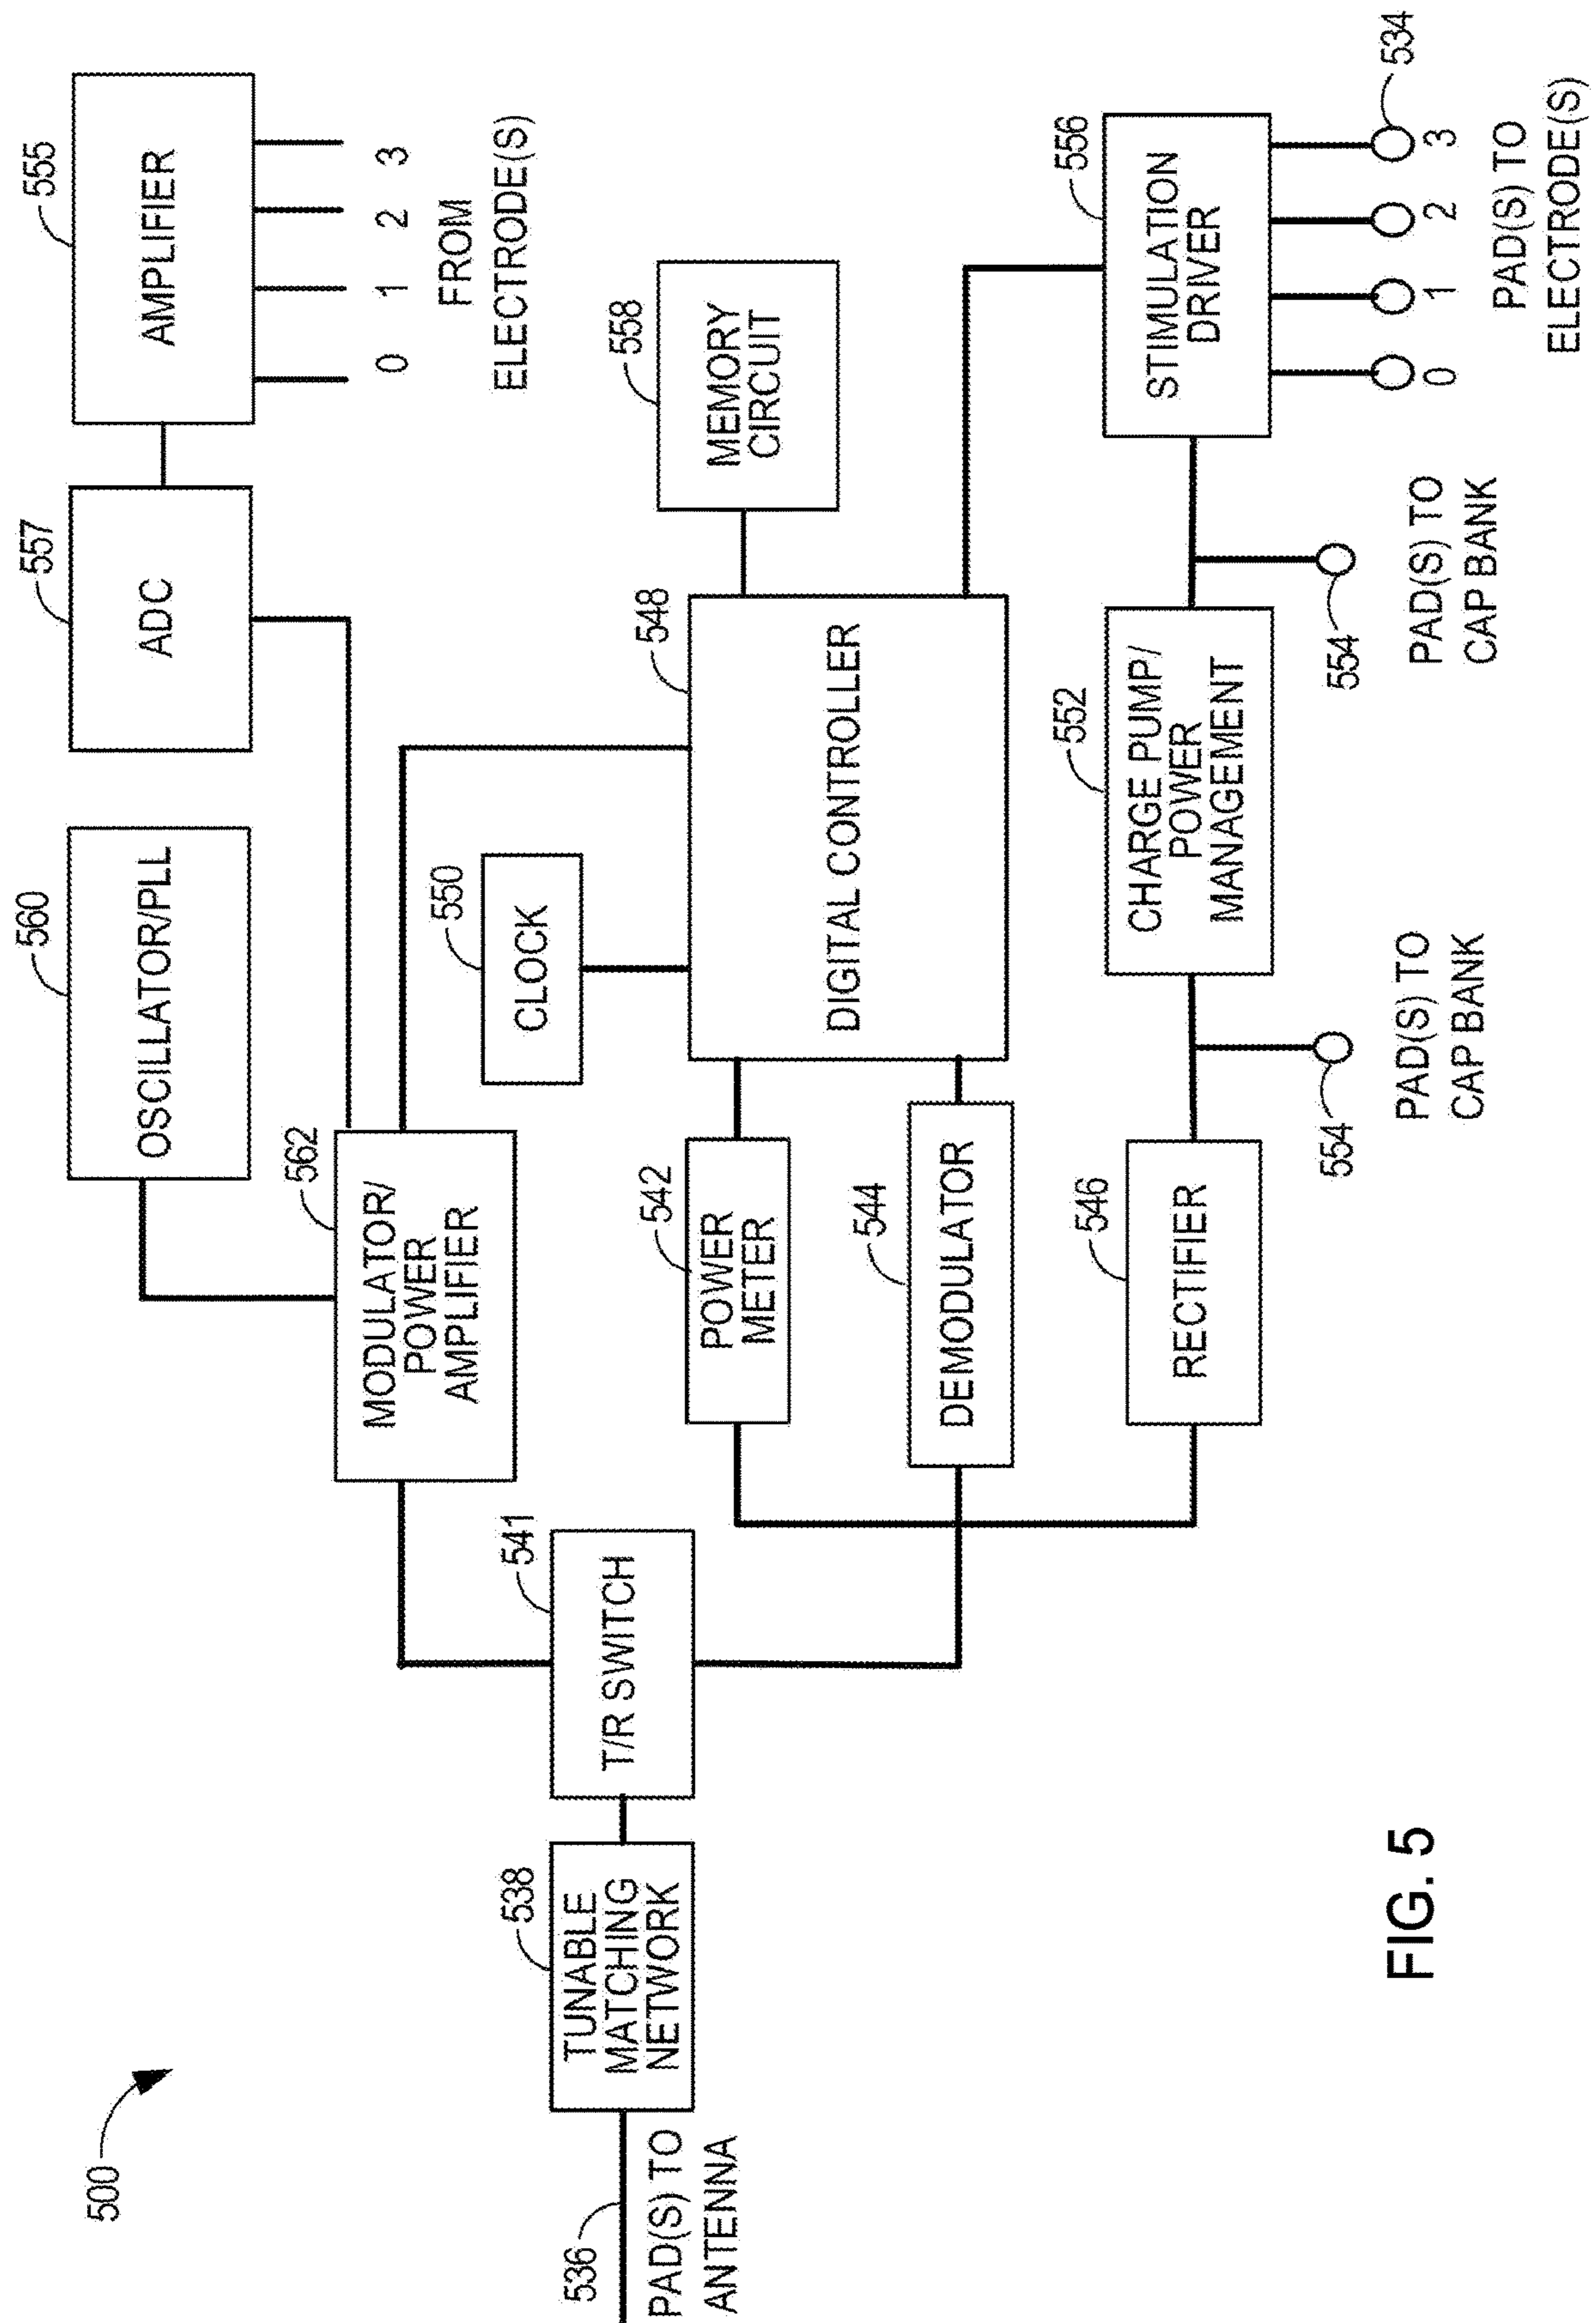 500
560
OSCILLATOR/PLL
557
ADC
555
AMPLIFIER
0 1 2 3
FROM
ELECTRODE(S)
562
MODULATOR/
POWER
AMPLIFIER
550
CLOCK
558
MEMORY
CIRCUIT
536
PAD(S) TO
ANTENNA
538
TUNABLE
MATCHING
NETWORK
541
T/R SWITCH
542
POWER
METER
548
DIGITAL CONTROLLER
544
DEMODULATOR
546
RECTIFIER
552
CHARGE PUMP/
POWER
MANAGEMENT
556
STIMULATION
DRIVER
554
PAD(S) TO
CAP BANK
554
PAD(S) TO
CAP BANK
534
0 1 2 3
PAD(S) TO
ELECTRODE(S)
FIG. 5